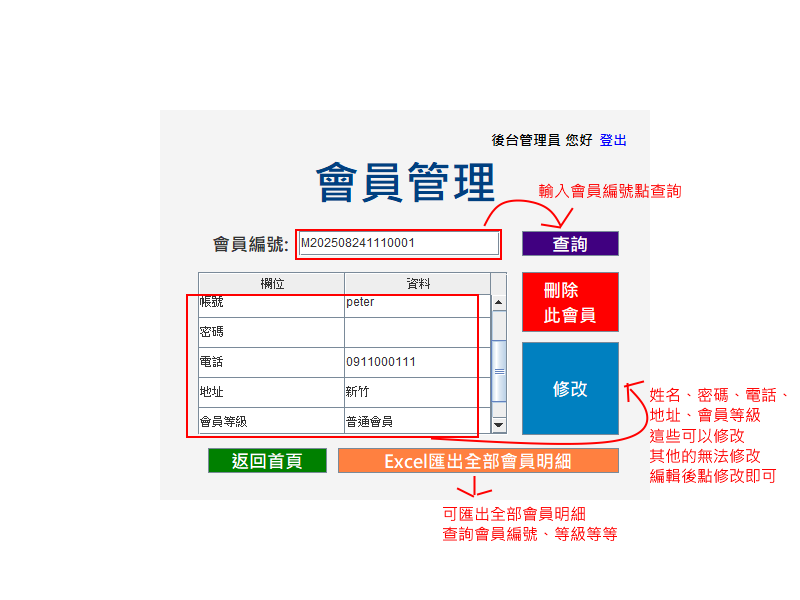 後台管理員 您好 登出
會員管理
輸入會員編號點查詢
會員編號: M202508241110001 查詢
欄位 資料
帳號 peter
密碼
電話 0911000111
地址 新竹
會員等級 普通會員
刪除
此會員
修改
姓名、密碼、電話、
地址、會員等級
這些可以修改
其他的無法修改
編輯後點修改即可
返回首頁 Excel匯出全部會員明細
可匯出全部會員明細
查詢會員編號、等級等等